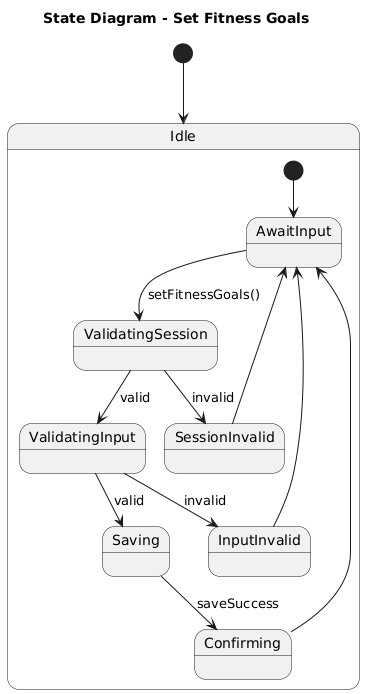 State Diagram - Set Fitness Goals
Idle
AwaitInput
setFitnessGoals()
ValidatingSession
valid
invalid
ValidatingInput
SessionInvalid
valid
invalid
Saving
InputInvalid
saveSuccess
Confirming